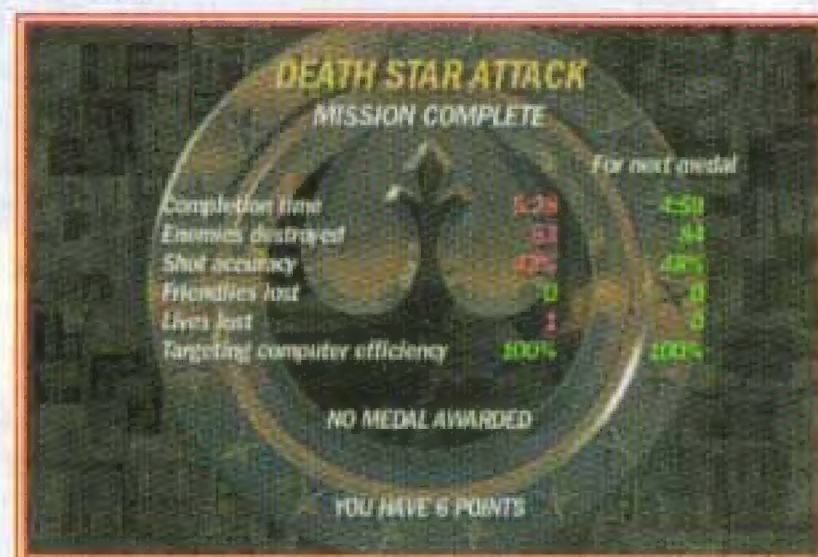 DEATH STAR ATTACK
MISSION COMPLETE
For next medal
Completion time
Enemies destroyed
Shot accuracy
Friendlies lost 0 0
Lives lost 1 0
Targeting computer efficiency 100% 100%
NO MEDAL AWARDED
YOU HAVE 6 POINTS